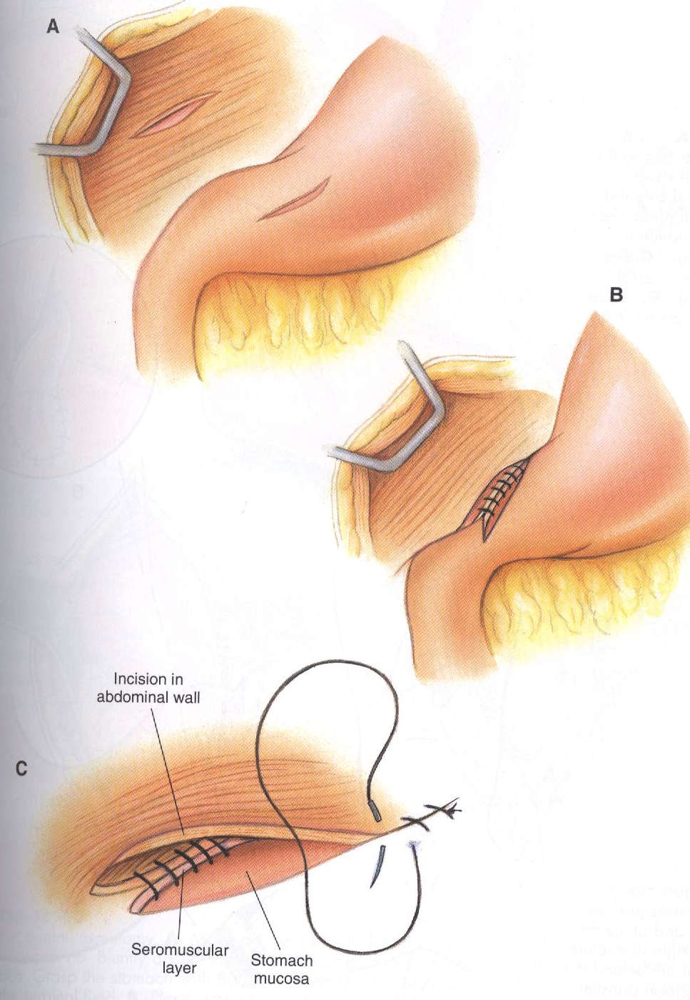 A
B
Incision in
abdominal wall
C
Seromuscular
layer
Stomach
mucosa